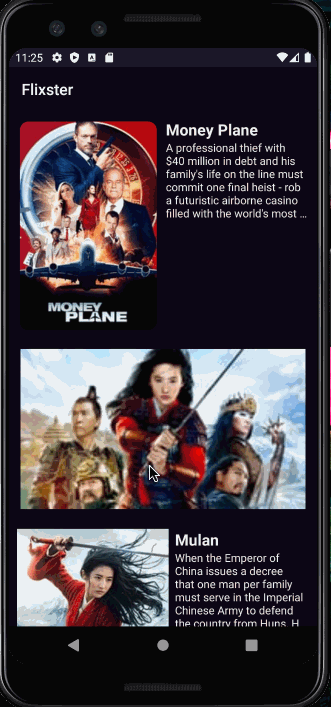 11:25
Flixster
Money Plane
A professional thief with
$40 million in debt and his
family's life on the line must
commit one final heist - rob
a futuristic airborne casino
filled with the world's most ...
MONEY
PLANE
Mulan
When the Emperor of
China issues a decree
that one man per family
must serve in the Imperial
Chinese Army to defend
the country from Huns, H